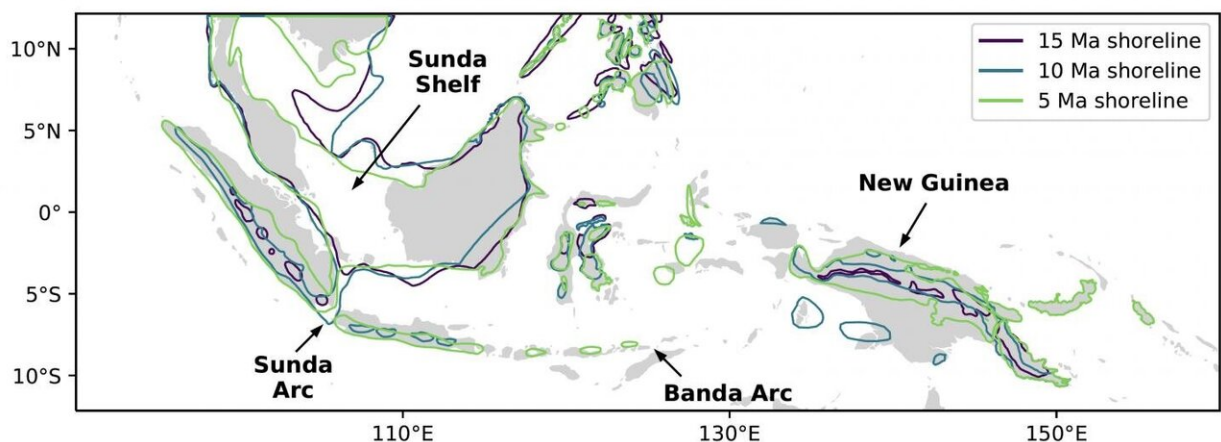 10°N
5°N
0°
5°S
10°S
Sunda
Shelf
15 Ma shoreline
10 Ma shoreline
5 Ma shoreline
New Guinea
Sunda
Arc
Banda Arc
110°E
130°E
150°E